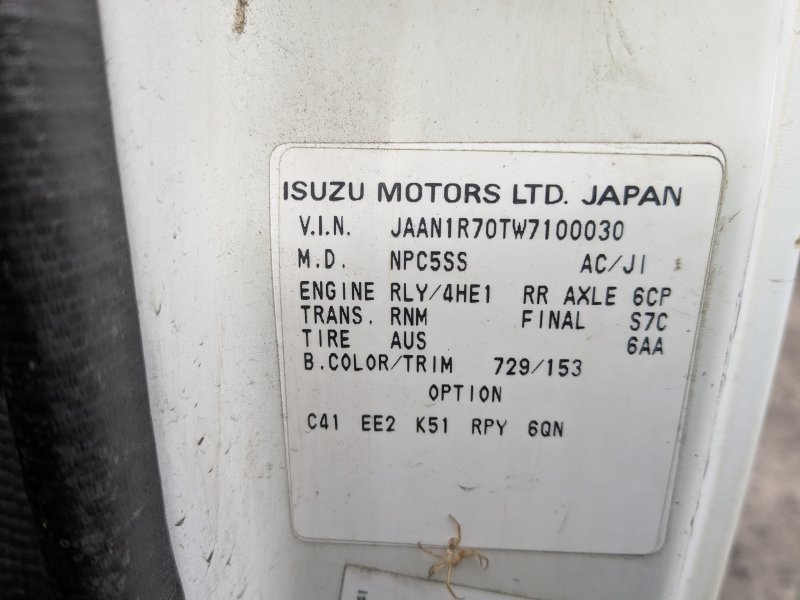 ISUZU MOTORS LTD. JAPAN
V.I.N. JAAN1R70TW7100030
M.D. NPC5SS AC/JI
ENGINE RLY/4HE1 RR AXLE 6CP
TRANS. RNM FINAL S7C
TIRE AUS 6AA
B.COLOR/TRIM 729/153
OPTION
C41 EE2 K51 RPY 6QN